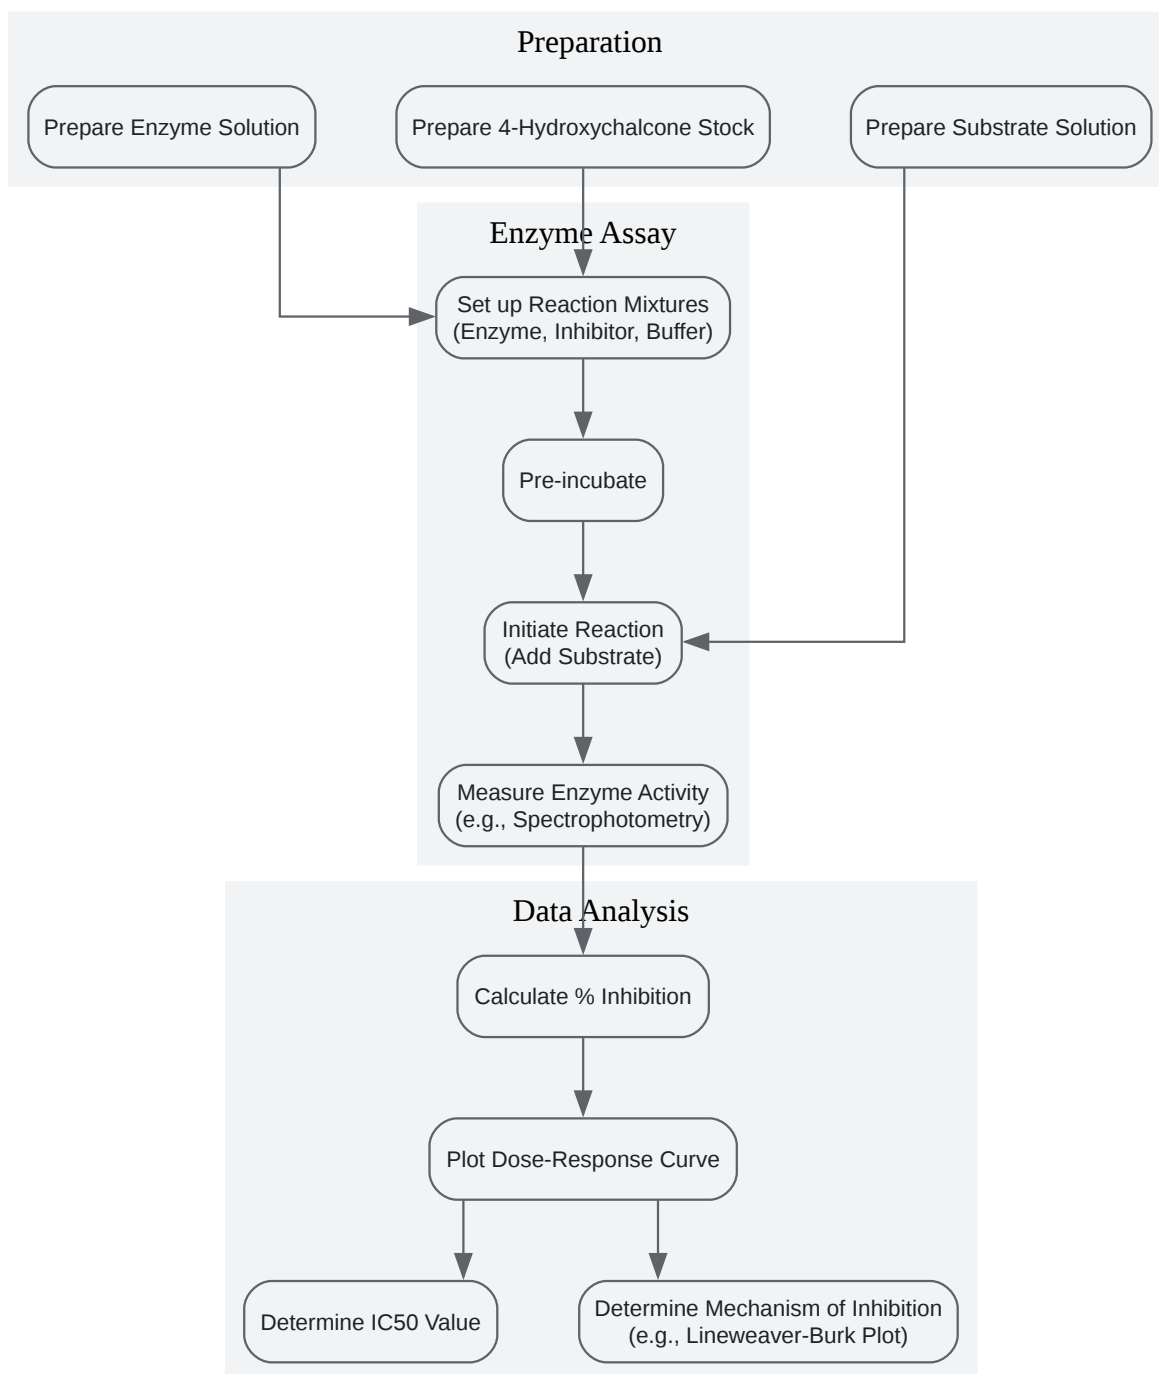 Preparation
Prepare Enzyme Solution
Prepare 4-Hydroxychalcone Stock
Prepare Substrate Solution
Enzyme Assay
Set up Reaction Mixtures
(Enzyme, Inhibitor, Buffer)
Pre-incubate
Initiate Reaction
(Add Substrate)
Measure Enzyme Activity
(e.g., Spectrophotometry)
Data Analysis
Calculate % Inhibition
Plot Dose-Response Curve
Determine IC50 Value
Determine Mechanism of Inhibition
(e.g., Lineweaver-Burk Plot)